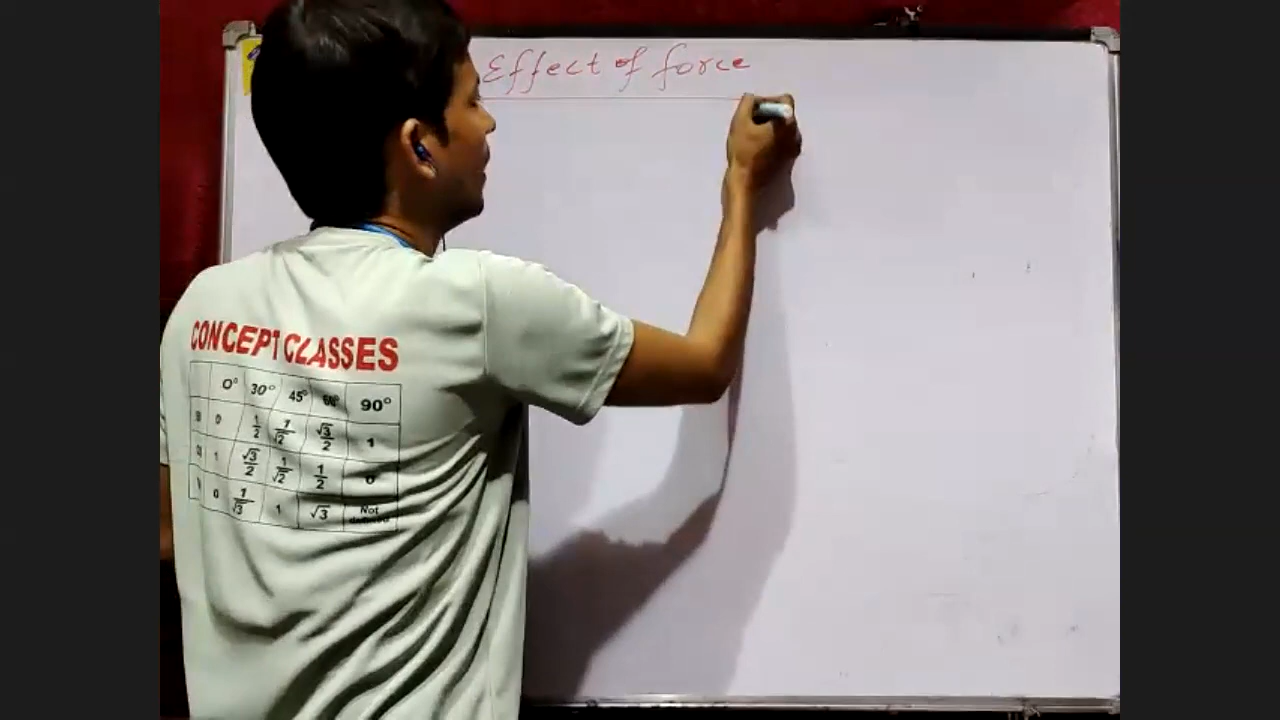 Effect of force
CONCEPT CLASSES
0° 30° 45° 60° 90°
0 1/2 1/√2 √3/2 1
1 √3/2 1/√2 1/2 0
0 1/√3 1 √3 Not defined